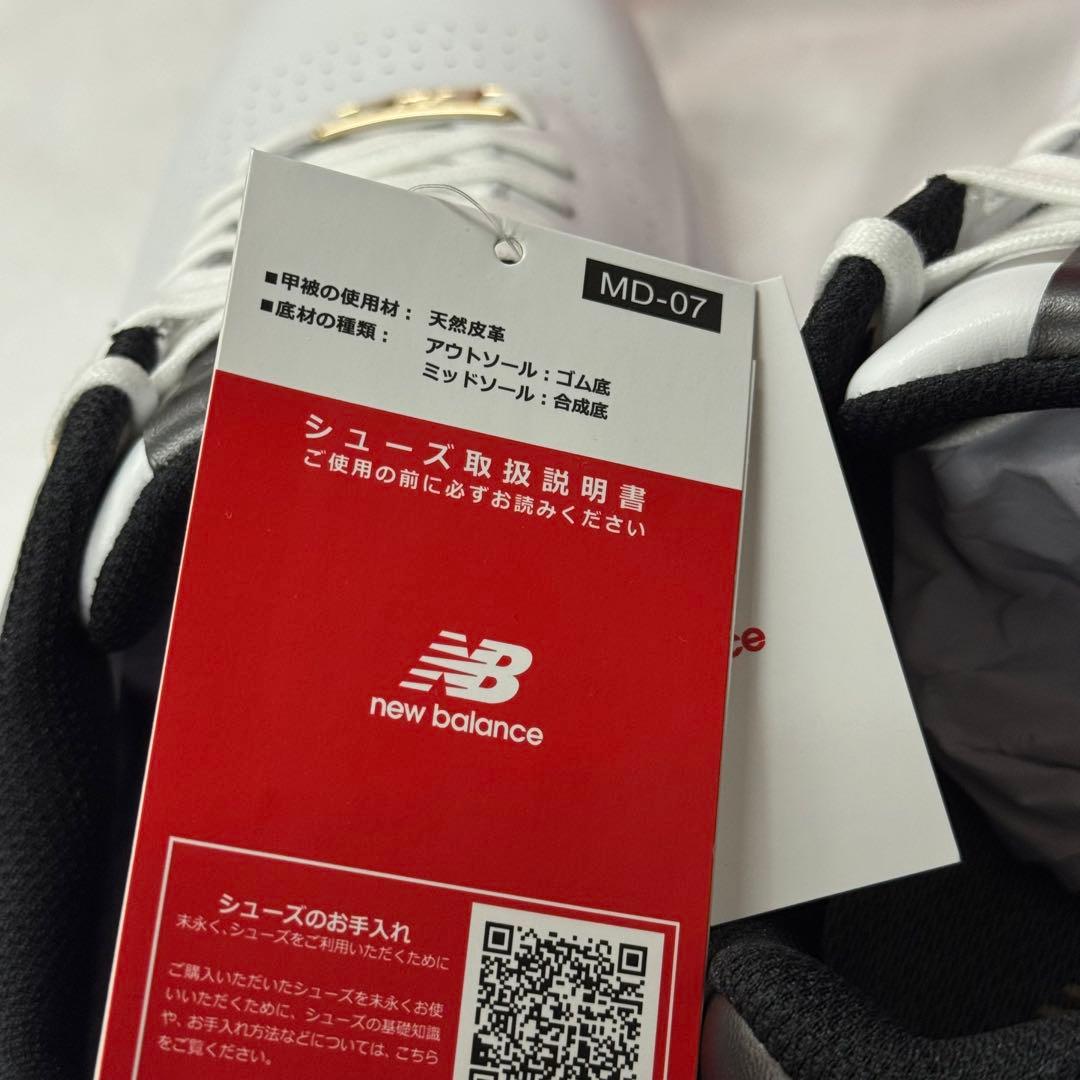 MD-07
■甲被の使用材： 天然皮革
■底材の種類： アウトソール：ゴム底
ミッドソール：合成底
シューズ取扱説明書
ご使用の前に必ずお読みください
NB
new balance
ce
シューズのお手入れ
末永く、シューズをご利用いただくために
ご購入いただいたシューズを末永くお使
いいただくために、シューズの基礎知識
や、お手入れ方法などについては、こちら
をご覧ください。